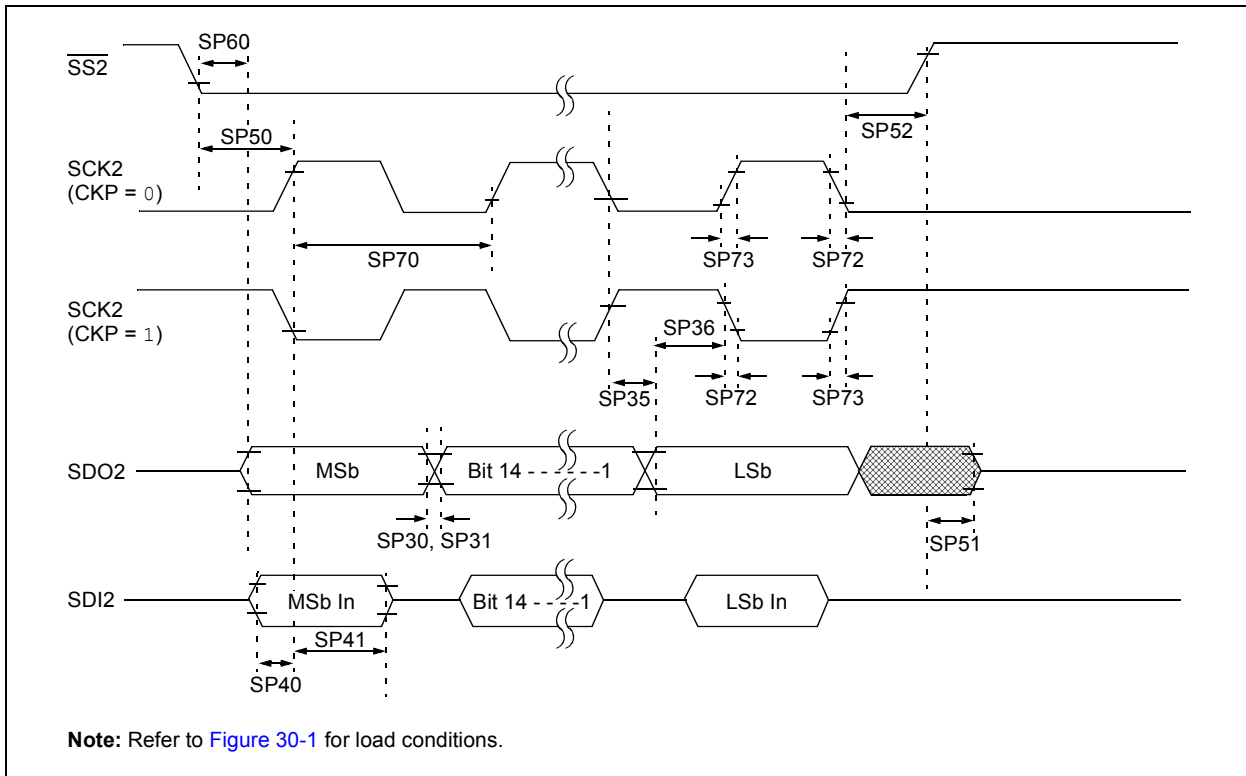 SP60
SS2
SP50
SP52
SCK2
(CKP = 0)
SP70
SP73
SP72
SCK2
(CKP = 1)
SP36
SP35
SP72
SP73
SDO2
MSb
Bit 14 - - - - - -1
LSb
SP30, SP31
SP51
SDI2
MSb In
Bit 14 - - - -1
LSb In
SP41
SP40
Note: Refer to Figure 30-1 for load conditions.